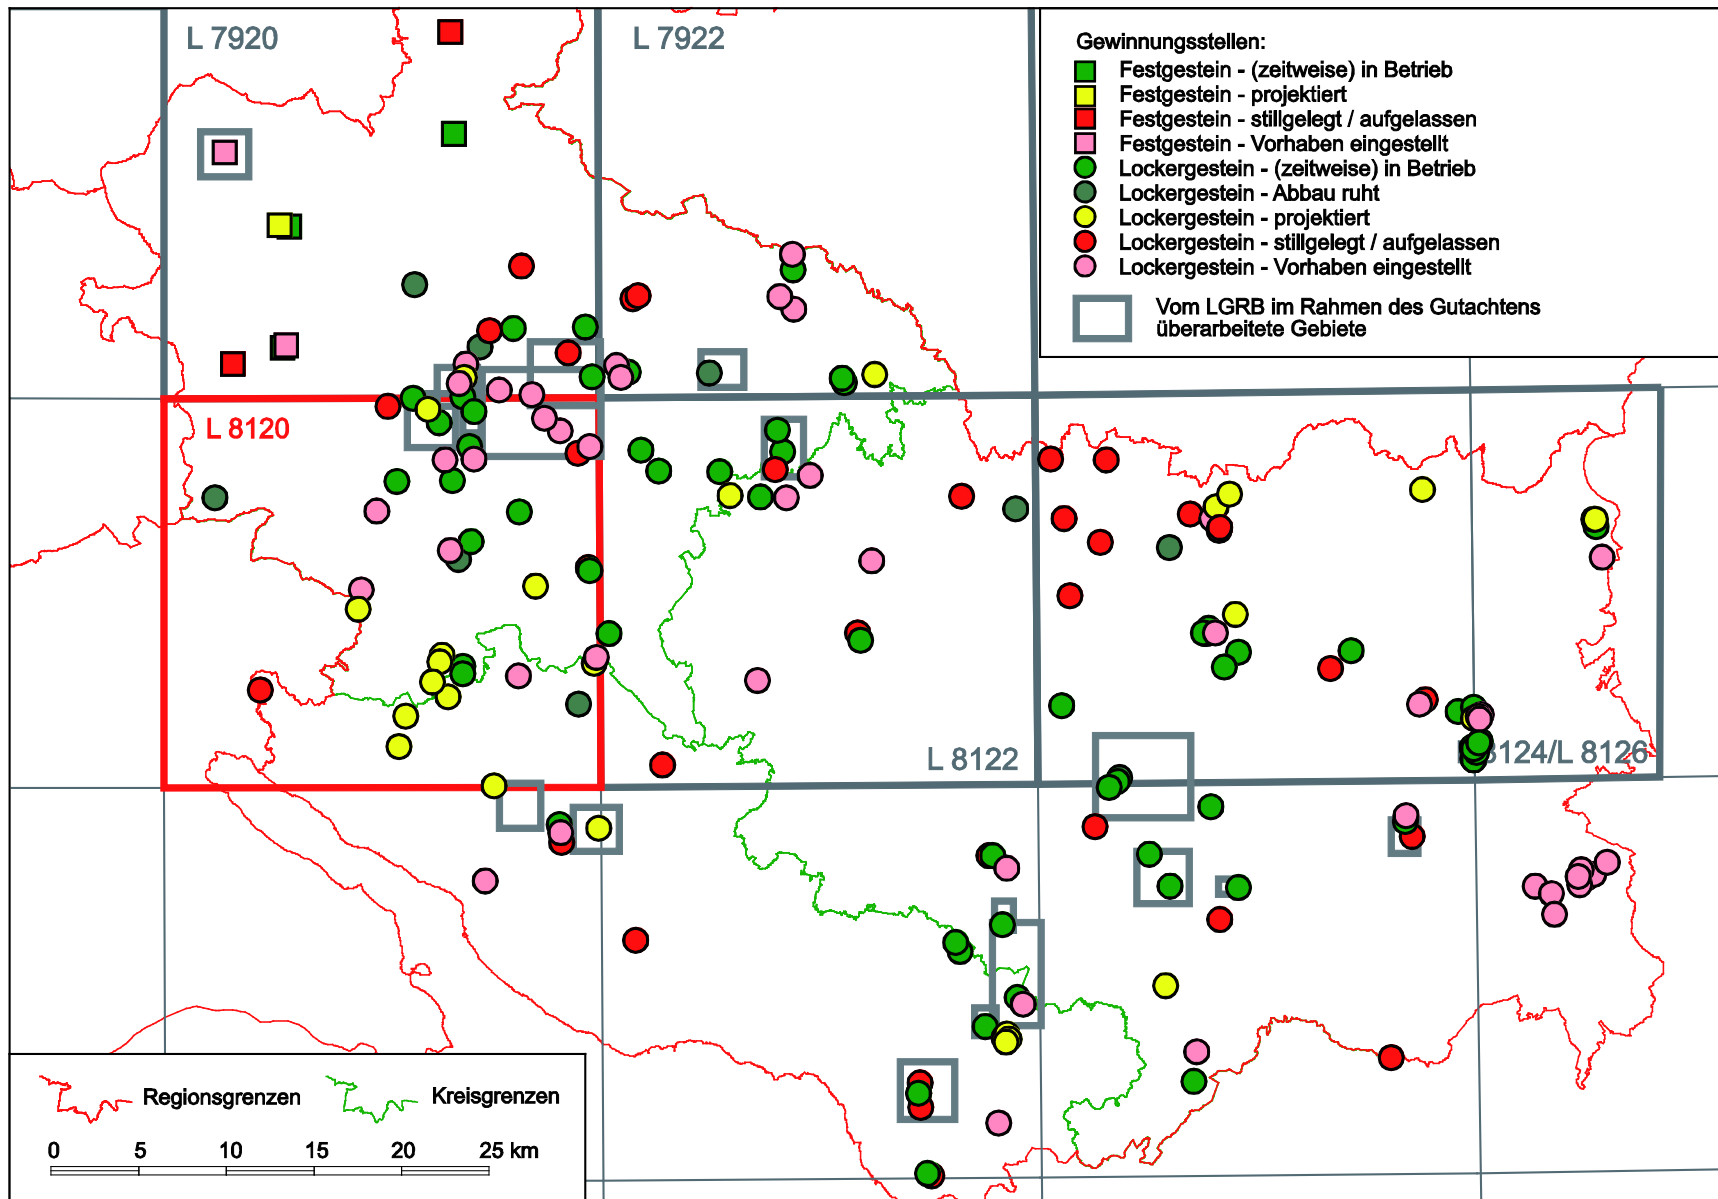 L 7920
L 7922
Gewinnungsstellen:
Festgestein - (zeitweise) in Betrieb
Festgestein - projektiert
Festgestein - stillgelegt / aufgelassen
Festgestein - Vorhaben eingestellt
Lockergestein - (zeitweise) in Betrieb
Lockergestein - Abbau ruht
Lockergestein - projektiert
Lockergestein - stillgelegt / aufgelassen
Lockergestein - Vorhaben eingestellt
Vom LGRB im Rahmen des Gutachtens
überarbeitete Gebiete
L 8120
L 8122
8124/L 8126
Regionsgrenzen
Kreisgrenzen
0 5 10 15 20 25 km